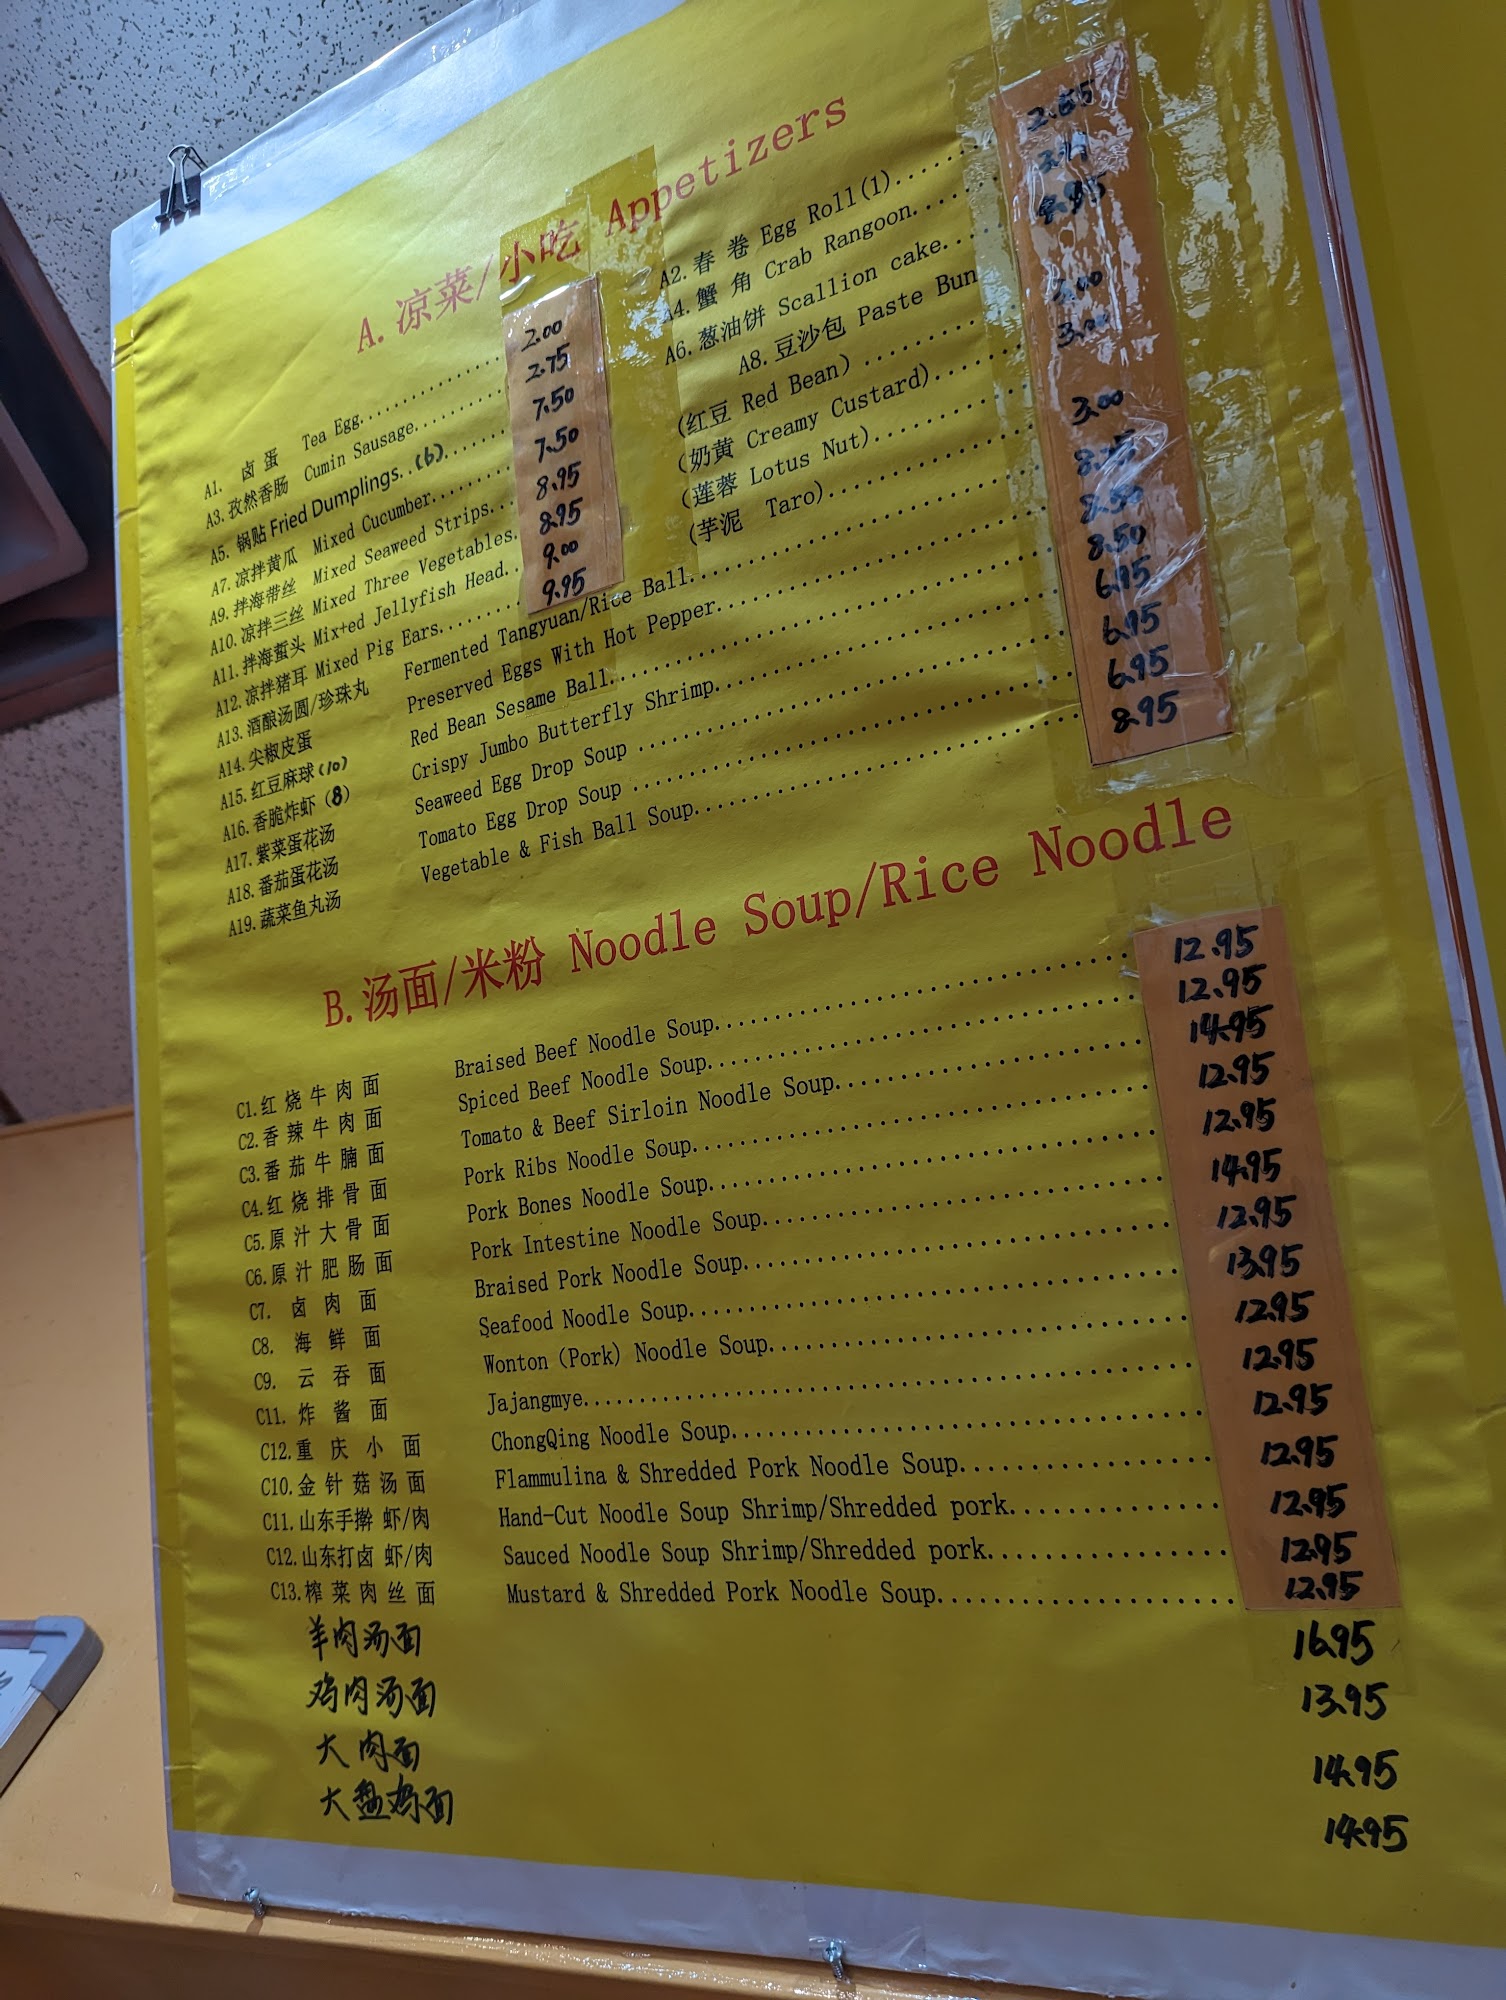 A. 凉菜/小吃 Appetizers
A1. 卤 蛋 Tea Egg.................. 2.00
A3. 孜然香肠 Cumin Sausage........... 2.75
A5. 锅贴 Fried Dumplings..(6)........ 7.50
A7. 凉拌黄瓜 Mixed Cucumber.......... 7.50
A9. 拌海带丝 Mixed Seaweed Strips... 8.95
A10. 凉拌三丝 Mixed Three Vegetables. 8.95
A11. 拌海蜇头 Mix+ed Jellyfish Head.. 9.00
A12. 凉拌猪耳 Mixed Pig Ears......... 9.95
A2. 春 卷 Egg Roll(1)........
A4. 蟹 角 Crab Rangoon.......
A6. 葱油饼 Scallion cake....
A8. 豆沙包 Paste Bun
(红豆 Red Bean) ............ 3.00
(奶黄 Creamy Custard)....... 3.00
(莲蓉 Lotus Nut)............
(芋泥 Taro)................. 3.00
A13. 酒酿汤圆/珍珠丸 Fermented Tangyuan/Rice Ball..............................
A14. 尖椒皮蛋 Preserved Eggs With Hot Pepper............................ 8.50
A15. 红豆麻球(10) Red Bean Sesame Ball..................................... 8.50
A16. 香脆炸虾(8) Crispy Jumbo Butterfly Shrimp............................ 6.95
A17. 紫菜蛋花汤 Seaweed Egg Drop Soup .................................. 6.95
A18. 番茄蛋花汤 Tomato Egg Drop Soup ................................... 6.95
A19. 蔬菜鱼丸汤 Vegetable & Fish Ball Soup.............................. 8.95
B. 汤面/米粉 Noodle Soup/Rice Noodle
C1. 红 烧 牛 肉 面 Braised Beef Noodle Soup................................... 12.95
C2. 香 辣 牛 肉 面 Spiced Beef Noodle Soup.................................... 12.95
C3. 番 茄 牛 腩 面 Tomato & Beef Sirloin Noodle Soup.......................... 14.95
C4. 红 烧 排 骨 面 Pork Ribs Noodle Soup...................................... 12.95
C5. 原 汁 大 骨 面 Pork Bones Noodle Soup..................................... 12.95
C6. 原 汁 肥 肠 面 Pork Intestine Noodle Soup................................. 14.95
C7. 卤 肉 面 Braised Pork Noodle Soup................................... 12.95
C8. 海 鲜 面 Seafood Noodle Soup........................................ 13.95
C9. 云 吞 面 Wonton (Pork) Noodle Soup.................................. 12.95
C11. 炸 酱 面 Jajangmye................................................. 12.95
C12. 重 庆 小 面 ChongQing Noodle Soup..................................... 12.95
C10. 金 针 菇 汤 面 Flammulina & Shredded Pork Noodle Soup..................... 12.95
C11. 山东手擀 虾/肉 Hand-Cut Noodle Soup Shrimp/Shredded pork.................. 12.95
C12. 山东打卤 虾/肉 Sauced Noodle Soup Shrimp/Shredded pork.................... 12.95
C13. 榨 菜 肉 丝 面 Mustard & Shredded Pork Noodle Soup........................ 12.95
羊肉汤面 16.95
鸡肉汤面 13.95
大肉面 14.95
大盘鸡面 14.95